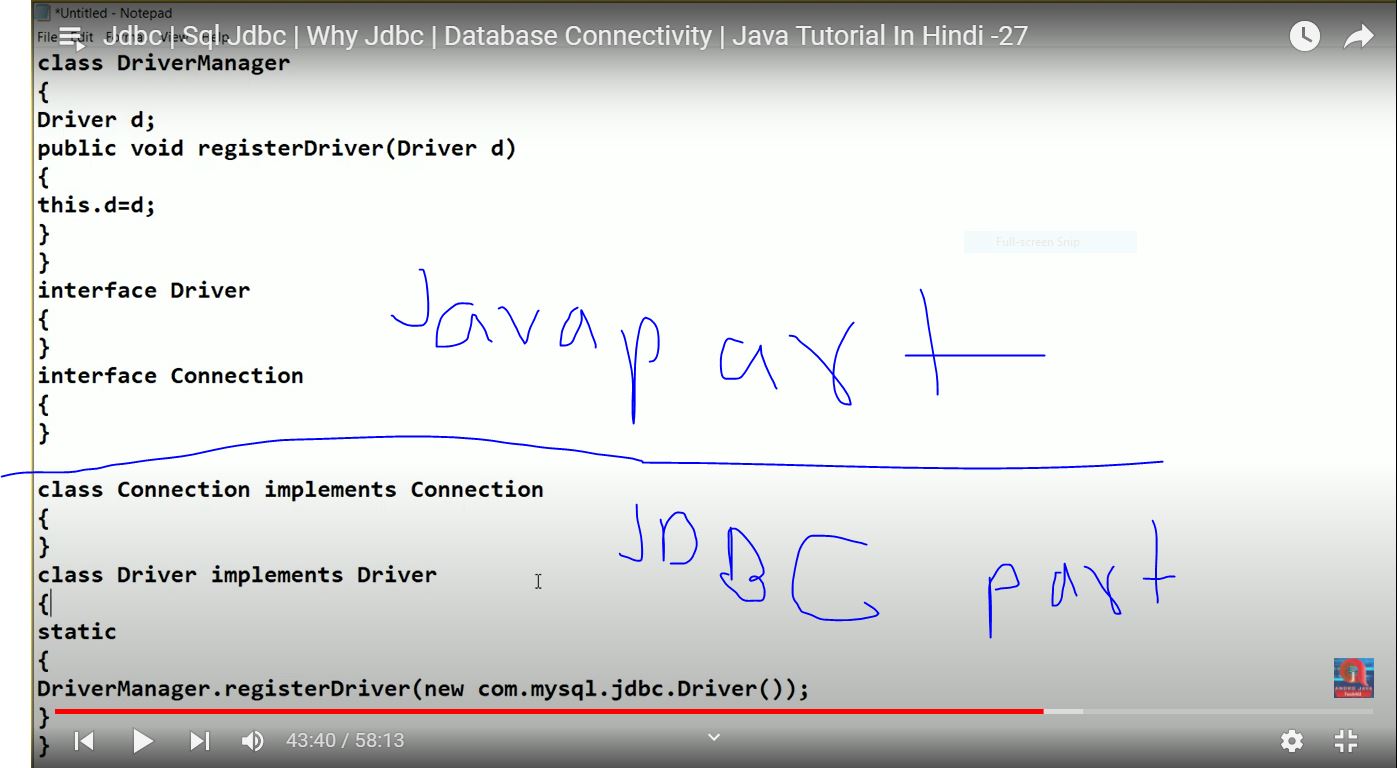 *Untitled - Notepad
File Edit Format View Help
Jdbc | Sql Jdbc | Why Jdbc | Database Connectivity | Java Tutorial In Hindi -27
class DriverManager
{
Driver d;
public void registerDriver(Driver d)
{
this.d=d;
}
}
Full-screen Snip
interface Driver
{
}
Java part
interface Connection
{
}
class Connection implements Connection
{
}
JDBC part
class Driver implements Driver
{
static
{
DriverManager.registerDriver(new com.mysql.jdbc.Driver());
}
}
43:40 / 58:13